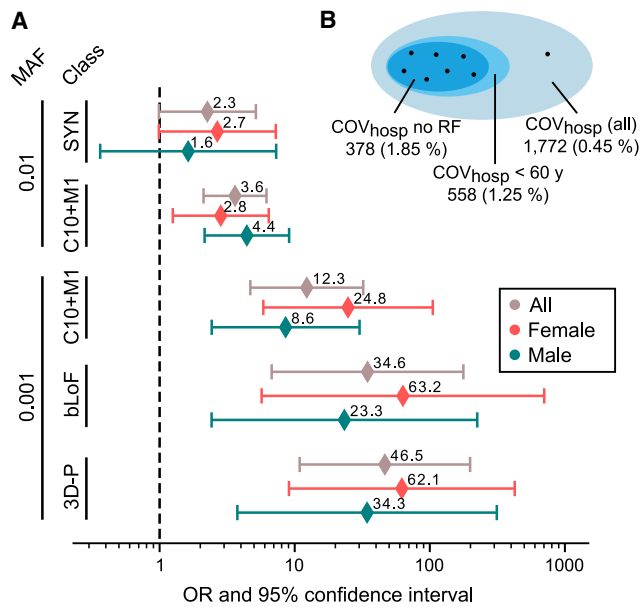 A
B
MAF
Class
COVhosp no RF
378 (1.85 %)
COVhosp < 60 y
558 (1.25 %)
COVhosp (all)
1,772 (0.45 %)
0.01
SYN
2.3
2.7
1.6
C10+M1
3.6
2.8
4.4
0.001
C10+M1
12.3
24.8
8.6
bLoF
34.6
63.2
23.3
3D-P
46.5
62.1
34.3
All
Female
Male
1 10 100 1000
OR and 95% confidence interval